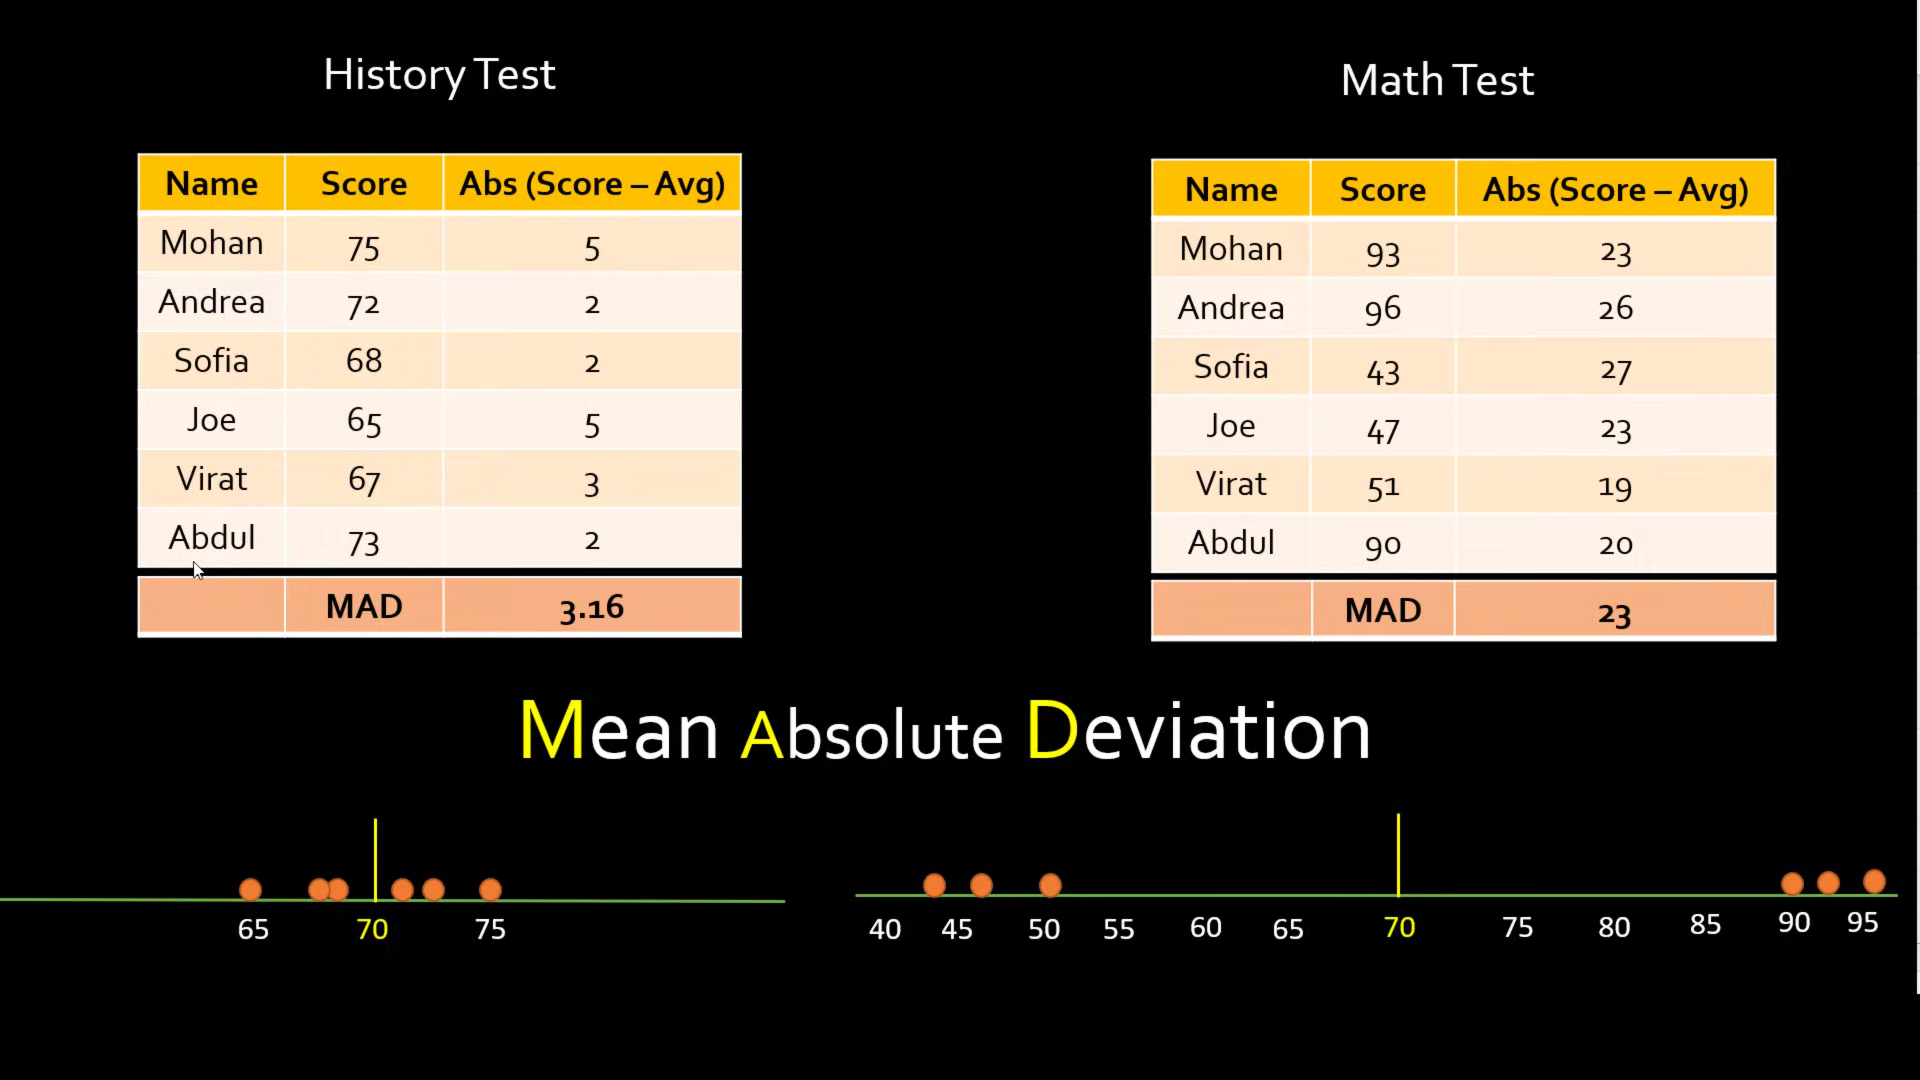 History Test
Name Score Abs (Score – Avg)
Mohan 75 5
Andrea 72 2
Sofia 68 2
Joe 65 5
Virat 67 3
Abdul 73 2
MAD 3.16
Math Test
Name Score Abs (Score – Avg)
Mohan 93 23
Andrea 96 26
Sofia 43 27
Joe 47 23
Virat 51 19
Abdul 90 20
MAD 23
Mean Absolute Deviation
65 70 75
40 45 50 55 60 65 70 75 80 85 90 95